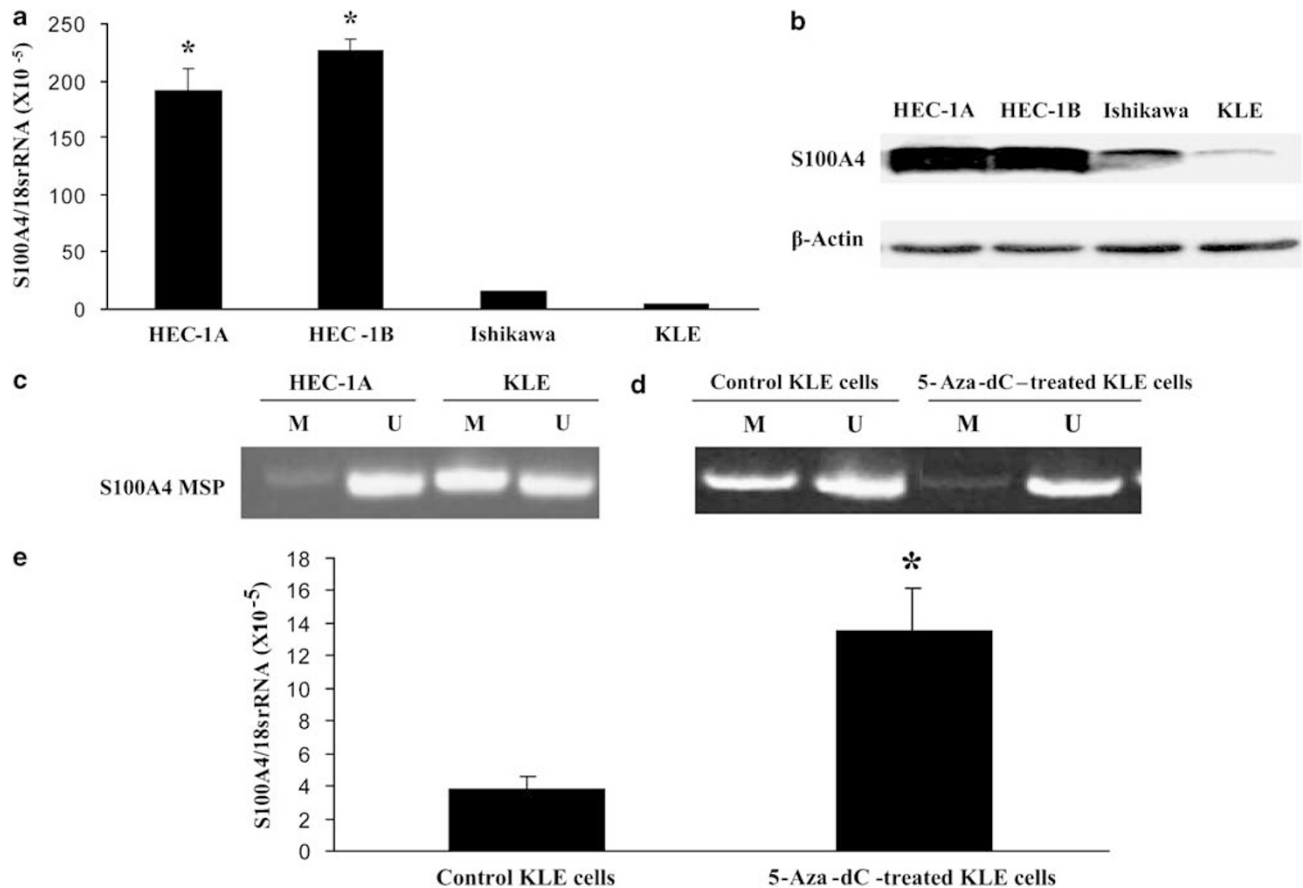 a
S100A4/18srRNA (X10 -5)
250
200
150
100
50
0
*
*
HEC-1A
HEC -1B
Ishikawa
KLE
b
HEC-1A HEC-1B Ishikawa KLE
S100A4
β-Actin
c
HEC-1A KLE
M U M U
S100A4 MSP
d
Control KLE cells 5- Aza -dC – treated KLE cells
M U M U
e
S100A4/18srRNA (X10-5)
18
16
14
12
10
8
6
4
2
0
*
Control KLE cells
5-Aza -dC -treated KLE cells